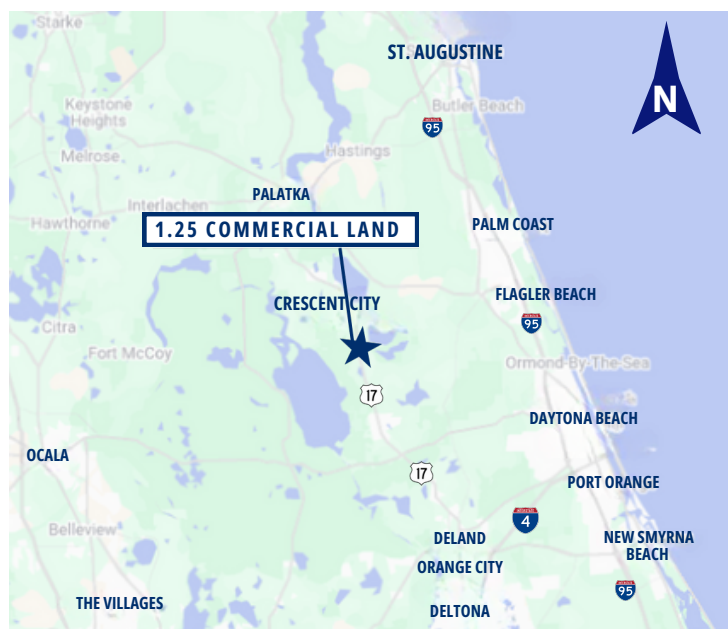 Starke
ST. AUGUSTINE
Keystone
Heights
Butler Beach
N
95
Melrose
Hastings
PALATKA
Interlachen
Hawthorne
1.25 COMMERCIAL LAND
PALM COAST
CRESCENT CITY
FLAGLER BEACH
Citra
95
Fort McCoy
Ormond-By-The-Sea
17
DAYTONA BEACH
OCALA
17
PORT ORANGE
4
Belleview
DELAND
NEW SMYRNA
BEACH
ORANGE CITY
95
THE VILLAGES
DELTONA